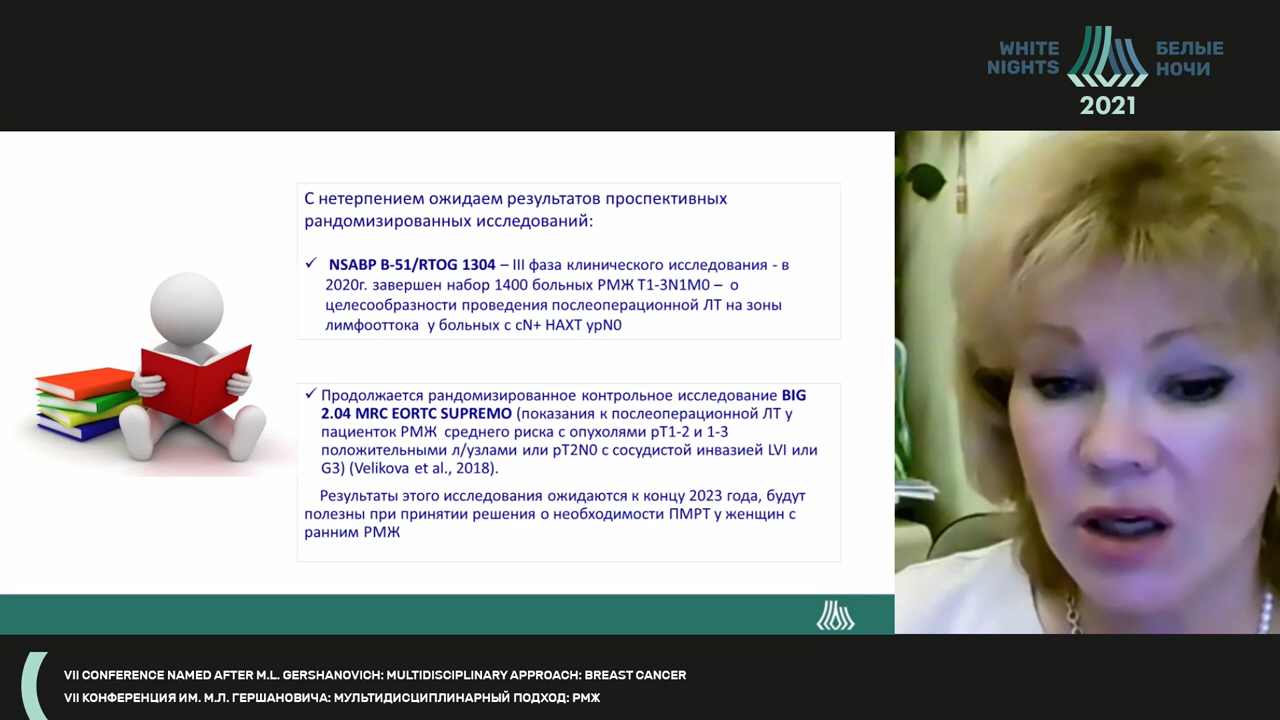 WHITE NIGHTS
БЕЛЫЕ НОЧИ
2021
С нетерпением ожидаем результатов проспективных
рандомизированных исследований:
✓ NSABP B-51/RTOG 1304 – III фаза клинического исследования - в
2020г. завершен набор 1400 больных РМЖ T1-3N1M0 – о
целесообразности проведения послеоперационной ЛТ на зоны
лимфооттока у больных с cN+ НАХТ ypN0
✓ Продолжается рандомизированное контрольное исследование BIG
2.04 MRC EORTC SUPREMO (показания к послеоперационной ЛТ у
пациенток РМЖ среднего риска с опухолями pT1-2 и 1-3
положительными л/узлами или pT2N0 с сосудистой инвазией LVI или
G3) (Velikova et al., 2018).
Результаты этого исследования ожидаются к концу 2023 года, будут
полезны при принятии решения о необходимости ПМРТ у женщин с
ранним РМЖ
VII CONFERENCE NAMED AFTER M.L. GERSHANOVICH: MULTIDISCIPLINARY APPROACH: BREAST CANCER
VII КОНФЕРЕНЦИЯ ИМ. М.Л. ГЕРШАНОВИЧА: МУЛЬТИДИСЦИПЛИНАРНЫЙ ПОДХОД: РМЖ